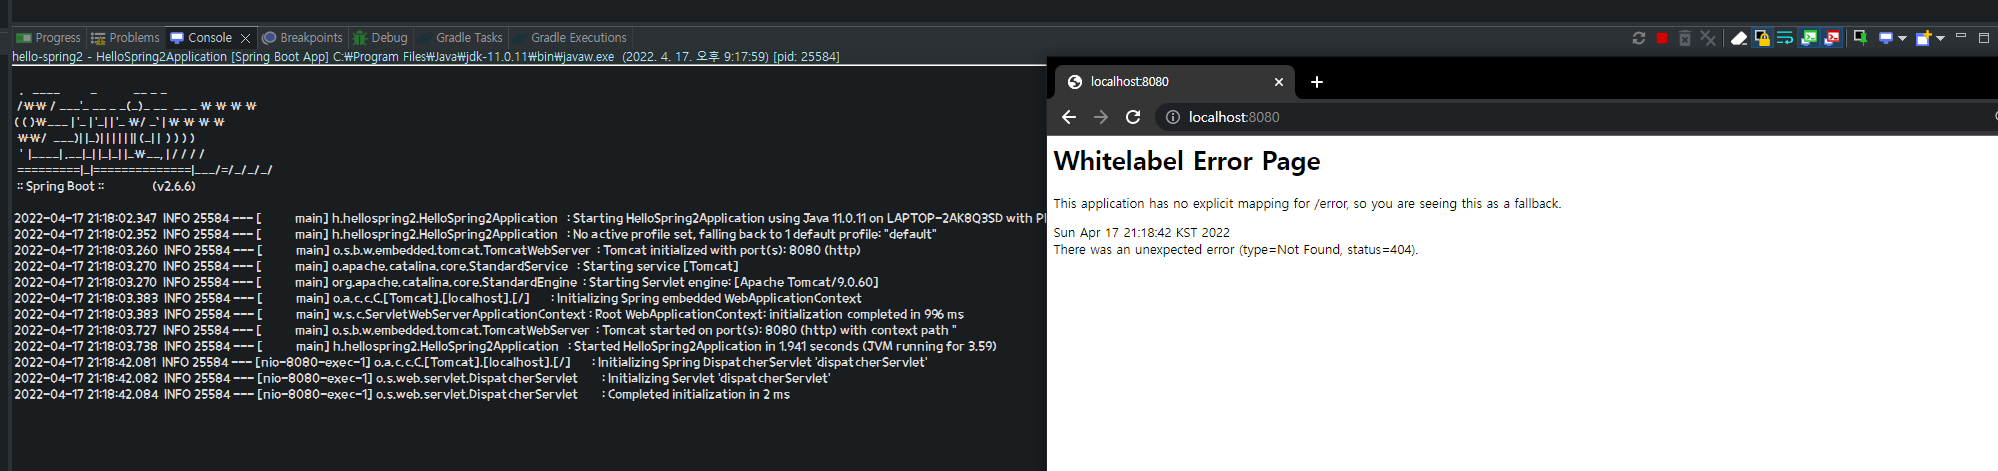 Progress Problems Console Breakpoints Debug Gradle Tasks Gradle Executions
hello-spring2 - HelloSpring2Application [Spring Boot App] C:₩Program Files₩Java₩jdk-11.0.11₩bin₩javaw.exe (2022. 4. 17. 오후 9:17:59) [pid: 25584]
  .   ____          _            __ _ _
 /₩₩ / ___'_ __ _ _(_)_ __  __ _ ₩ ₩ ₩ ₩
( ( )₩___ | '_ | '_| | '_ ₩/ _` | ₩ ₩ ₩ ₩
 ₩₩/  ___)| |_)| | | | | || (_| |  ) ) ) )
  '  |____| .__|_| |_|_| |_₩__, | / / / /
 =========|_|==============|___/=/_/_/_/
 :: Spring Boot ::                (v2.6.6)
2022-04-17 21:18:02.347  INFO 25584 --- [           main] h.hellospring2.HelloSpring2Application   : Starting HelloSpring2Application using Java 11.0.11 on LAPTOP-2AK8Q3SD with Pl
2022-04-17 21:18:02.352  INFO 25584 --- [           main] h.hellospring2.HelloSpring2Application   : No active profile set, falling back to 1 default profile: "default"
2022-04-17 21:18:03.260  INFO 25584 --- [           main] o.s.b.w.embedded.tomcat.TomcatWebServer  : Tomcat initialized with port(s): 8080 (http)
2022-04-17 21:18:03.270  INFO 25584 --- [           main] o.apache.catalina.core.StandardService   : Starting service [Tomcat]
2022-04-17 21:18:03.270  INFO 25584 --- [           main] org.apache.catalina.core.StandardEngine  : Starting Servlet engine: [Apache Tomcat/9.0.60]
2022-04-17 21:18:03.383  INFO 25584 --- [           main] o.a.c.c.C.[Tomcat].[localhost].[/]       : Initializing Spring embedded WebApplicationContext
2022-04-17 21:18:03.383  INFO 25584 --- [           main] w.s.c.ServletWebServerApplicationContext : Root WebApplicationContext: initialization completed in 996 ms
2022-04-17 21:18:03.727  INFO 25584 --- [           main] o.s.b.w.embedded.tomcat.TomcatWebServer  : Tomcat started on port(s): 8080 (http) with context path ''
2022-04-17 21:18:03.738  INFO 25584 --- [           main] h.hellospring2.HelloSpring2Application   : Started HelloSpring2Application in 1.941 seconds (JVM running for 3.59)
2022-04-17 21:18:42.081  INFO 25584 --- [nio-8080-exec-1] o.a.c.c.C.[Tomcat].[localhost].[/]       : Initializing Spring DispatcherServlet 'dispatcherServlet'
2022-04-17 21:18:42.082  INFO 25584 --- [nio-8080-exec-1] o.s.web.servlet.DispatcherServlet        : Initializing Servlet 'dispatcherServlet'
2022-04-17 21:18:42.084  INFO 25584 --- [nio-8080-exec-1] o.s.web.servlet.DispatcherServlet        : Completed initialization in 2 ms
localhost:8080
localhost:8080
Whitelabel Error Page
This application has no explicit mapping for /error, so you are seeing this as a fallback.
Sun Apr 17 21:18:42 KST 2022
There was an unexpected error (type=Not Found, status=404).